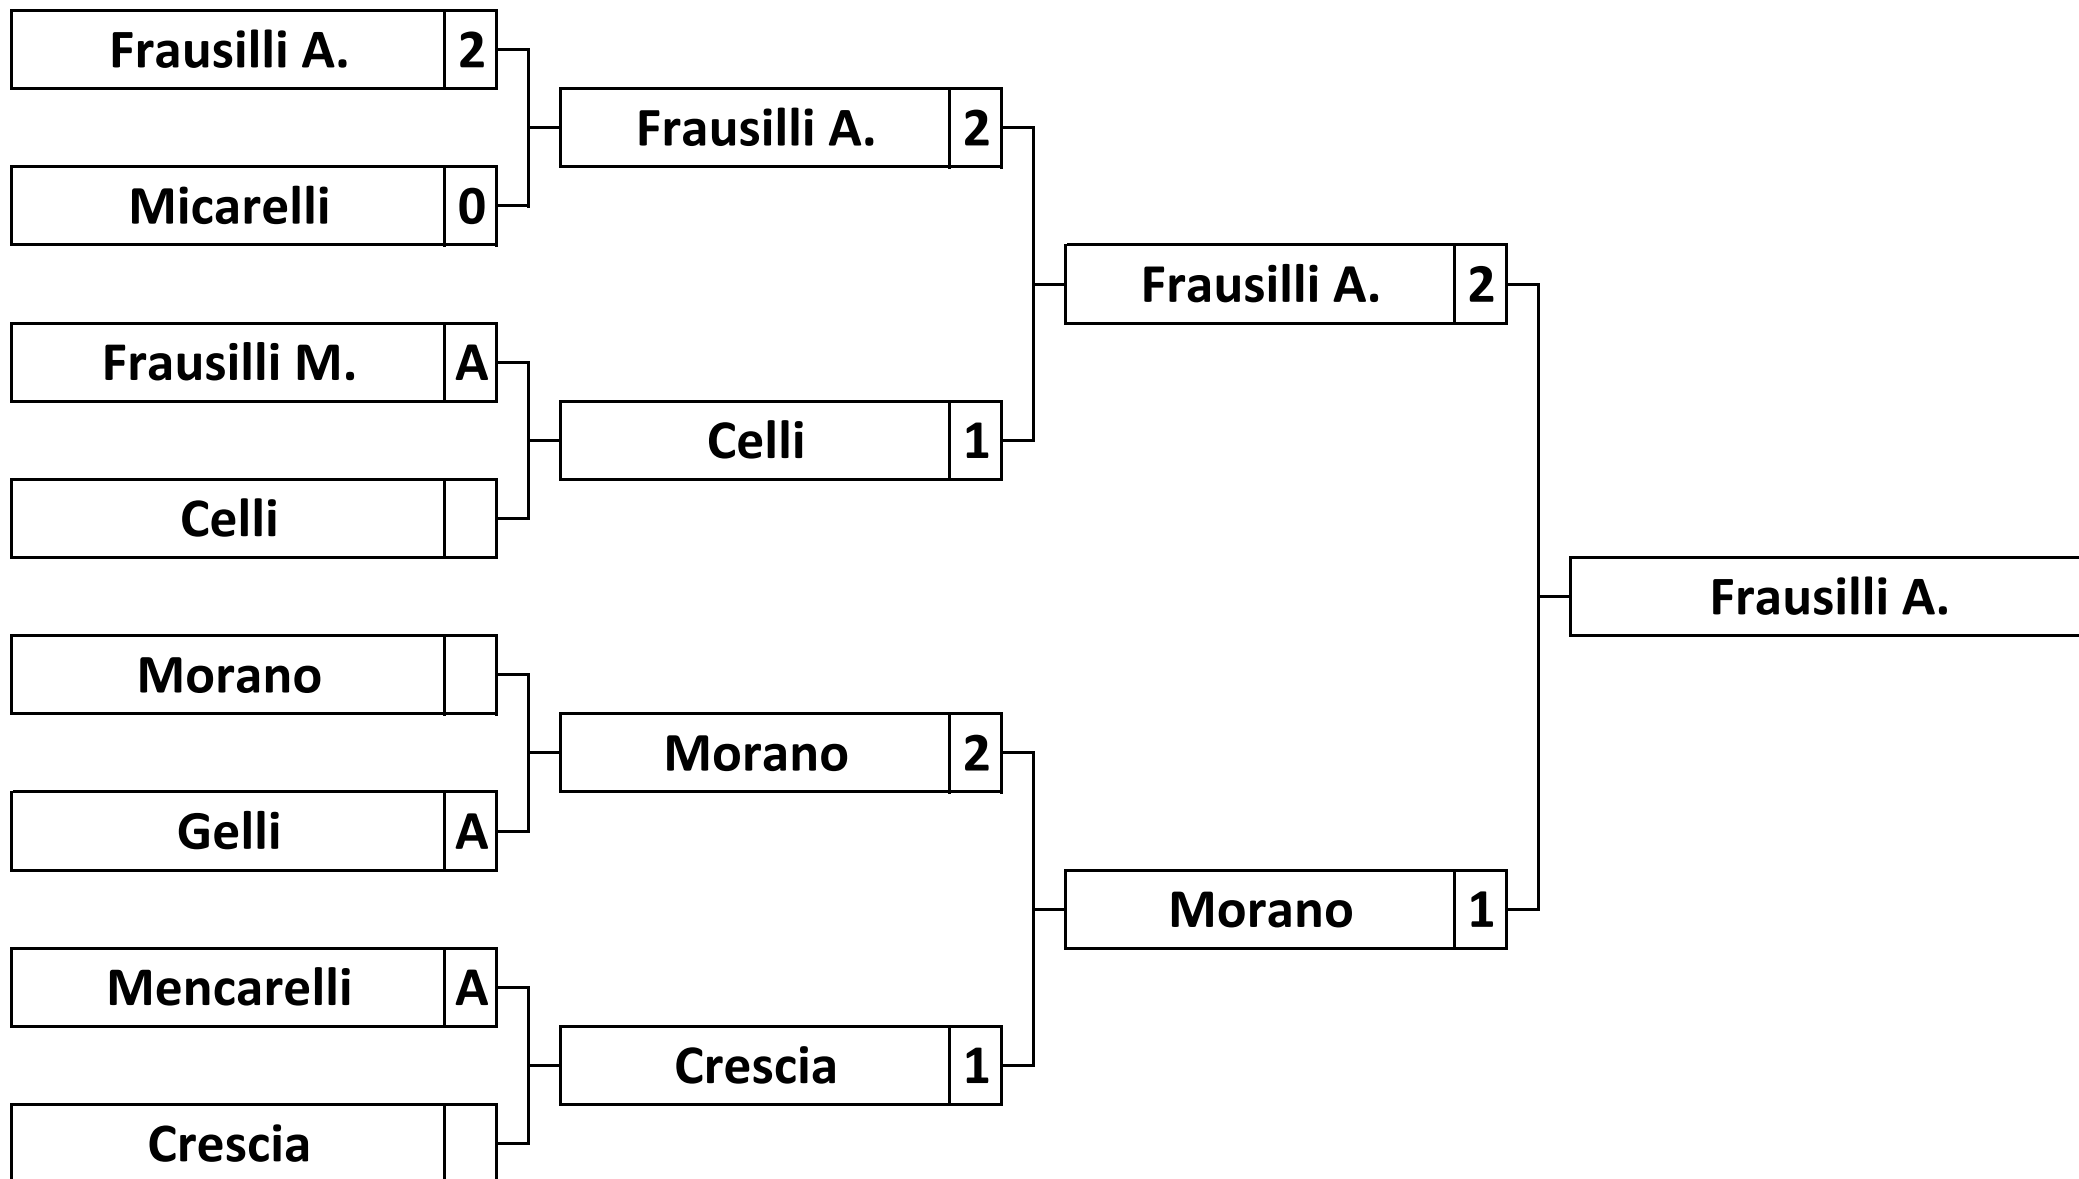 Frausilli A. 2
Micarelli 0
Frausilli M. A
Celli
Morano
Gelli A
Mencarelli A
Crescia
Frausilli A. 2
Celli 1
Morano 2
Crescia 1
Frausilli A. 2
Morano 1
Frausilli A.